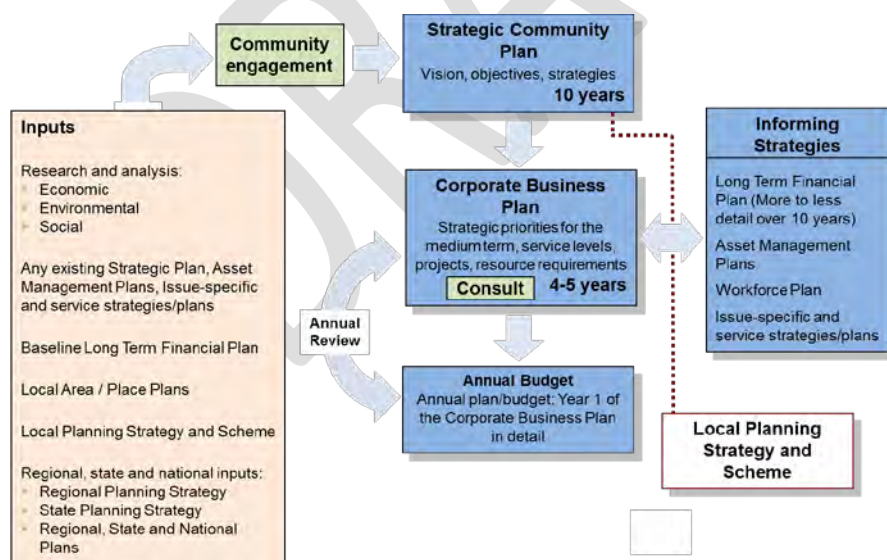 Community
engagement
Strategic Community
Plan
Vision, objectives, strategies
10 years
Inputs
Research and analysis:
Economic
Environmental
Social
Any existing Strategic Plan, Asset
Management Plans, Issue-specific
and service strategies/plans
Baseline Long Term Financial Plan
Local Area / Place Plans
Local Planning Strategy and Scheme
Regional, state and national inputs:
Regional Planning Strategy
State Planning Strategy
Regional, State and National
Plans
Annual
Review
Corporate Business
Plan
Strategic priorities for the
medium term, service levels,
projects, resource requirements
Consult 4-5 years
Annual Budget
Annual plan/budget: Year 1 of
the Corporate Business Plan
in detail
Informing
Strategies
Long Term Financial
Plan (More to less
detail over 10 years)
Asset Management
Plans
Workforce Plan
Issue-specific and
service strategies/plans
Local Planning
Strategy and
Scheme